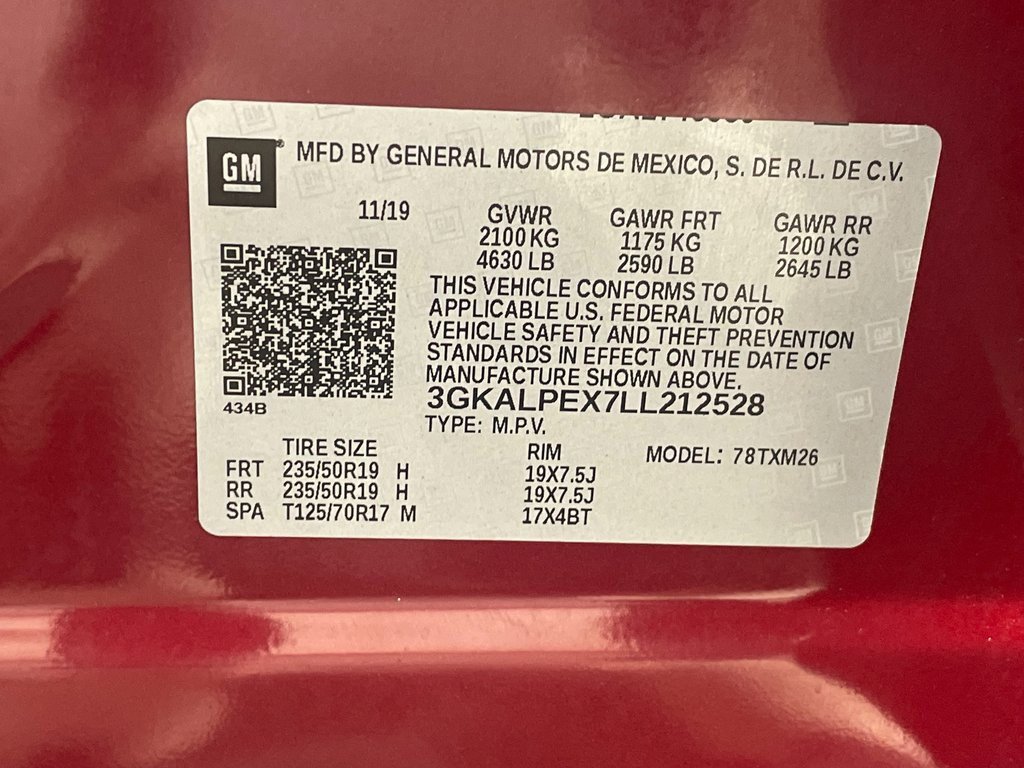 GM
MFD BY GENERAL MOTORS DE MEXICO, S. DE R.L. DE C.V.
11/19 GVWR GAWR FRT GAWR RR
2100 KG 1175 KG 1200 KG
4630 LB 2590 LB 2645 LB
THIS VEHICLE CONFORMS TO ALL
APPLICABLE U.S. FEDERAL MOTOR
VEHICLE SAFETY AND THEFT PREVENTION
STANDARDS IN EFFECT ON THE DATE OF
MANUFACTURE SHOWN ABOVE.
434B
3GKALPEX7LL212528
TYPE: M.P.V.
TIRE SIZE RIM MODEL: 78TXM26
FRT 235/50R19 H 19X7.5J
RR 235/50R19 H 19X7.5J
SPA T125/70R17 M 17X4BT